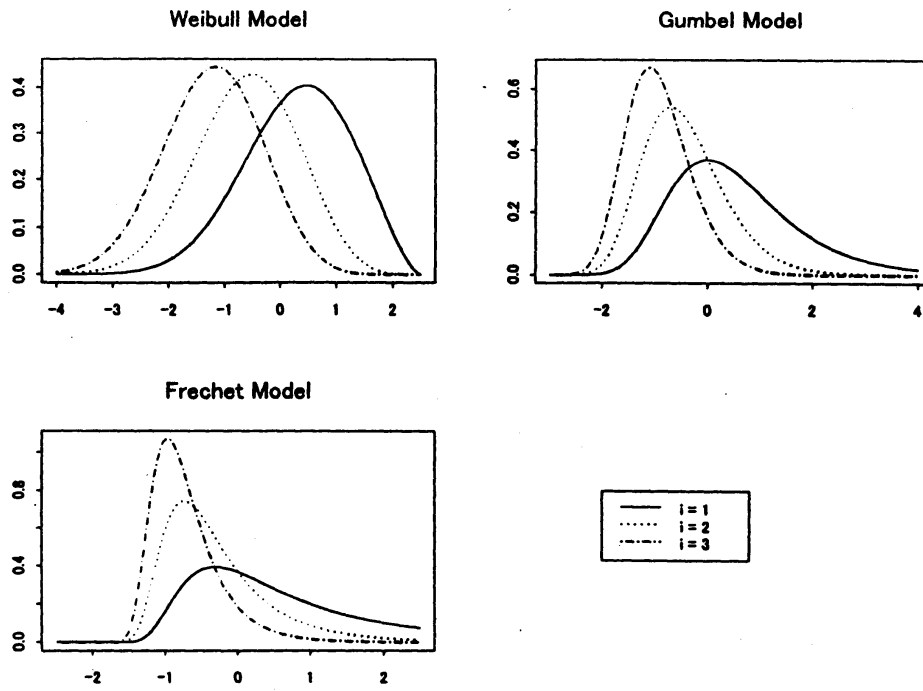 Weibull Model
0.4
0.3
0.2
0.1
0.0
-4 -3 -2 -1 0 1 2
Gumbel Model
0.6
0.4
0.2
0.0
-2 0 2 4
Frechet Model
0.8
0.4
0.0
-2 -1 0 1 2
i = 1
i = 2
i = 3